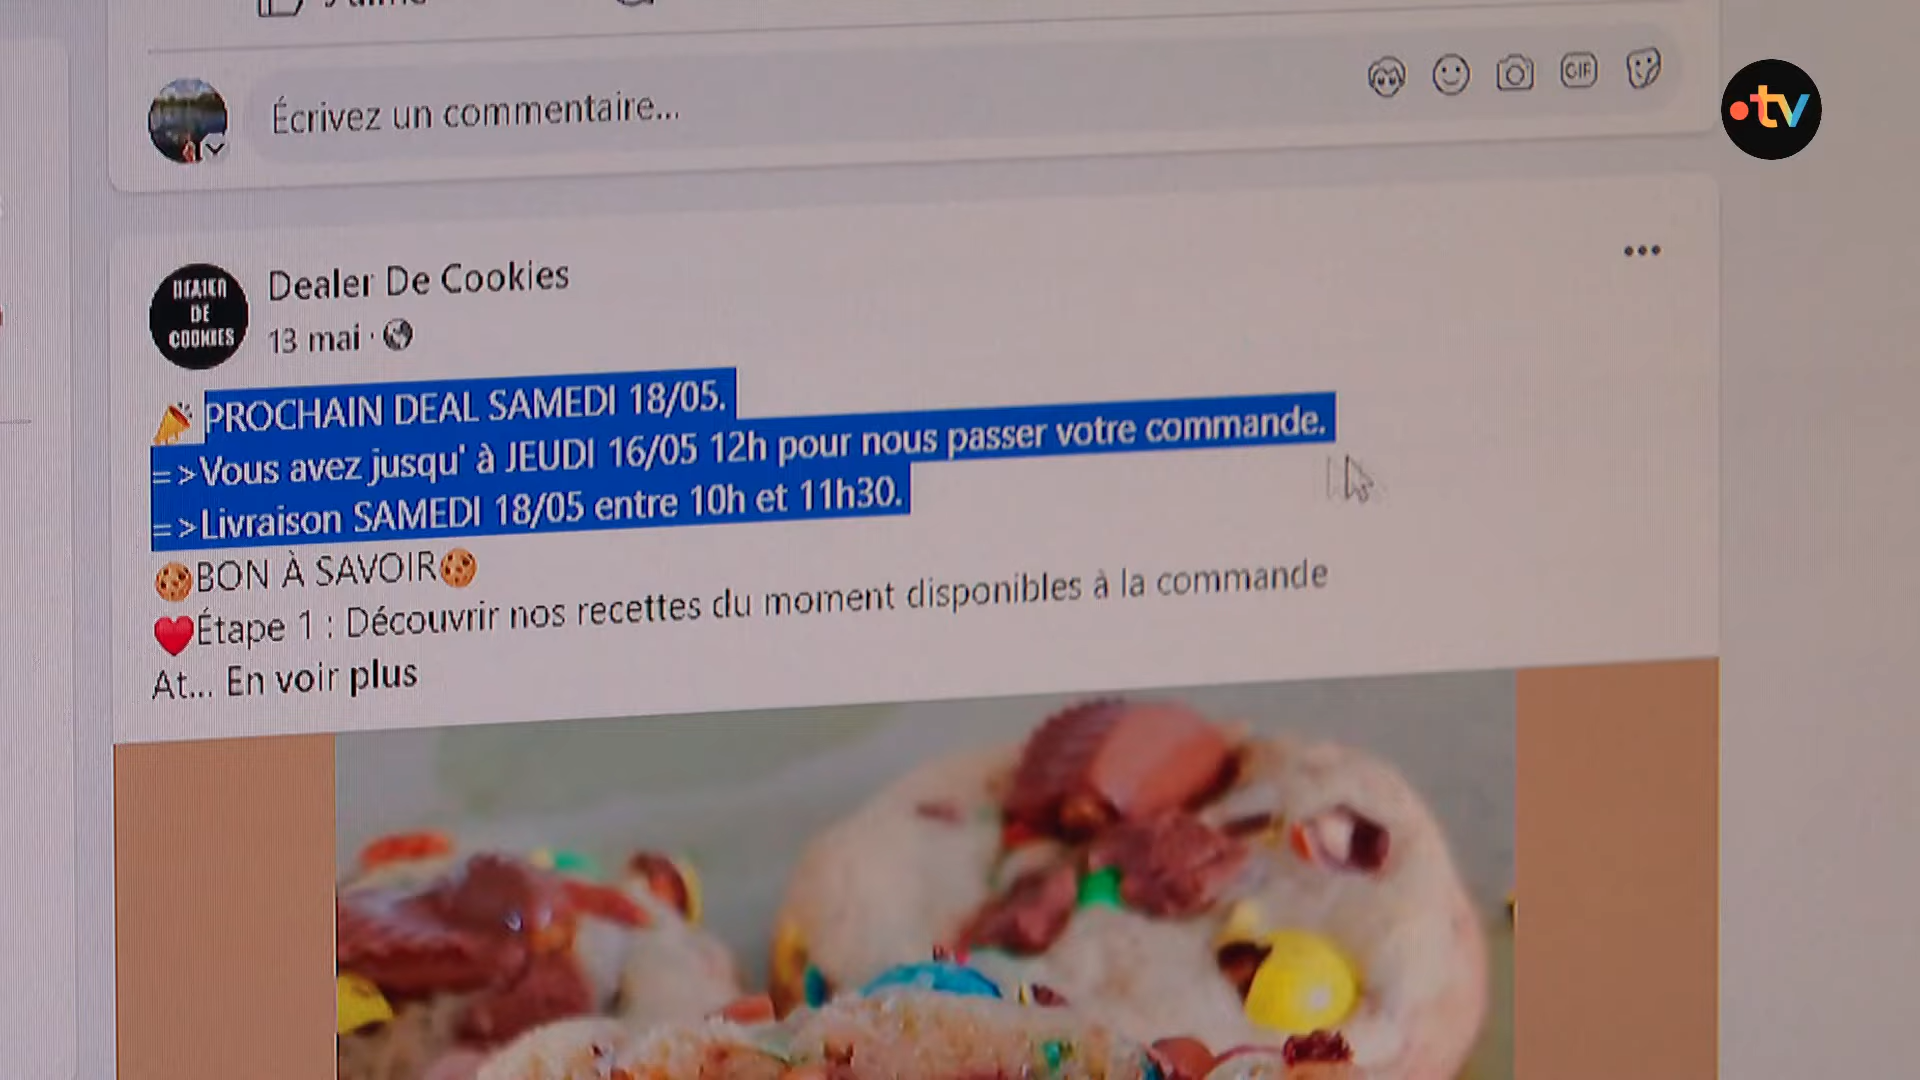 J'aime
Écrivez un commentaire...
GIF
tv
Dealer De Cookies
DEALER
DE
COOKIES
13 mai ·
PROCHAIN DEAL SAMEDI 18/05.
=>Vous avez jusqu' à JEUDI 16/05 12h pour nous passer votre commande.
=>Livraison SAMEDI 18/05 entre 10h et 11h30.
BON À SAVOIR
Étape 1 : Découvrir nos recettes du moment disponibles à la commande
At... En voir plus